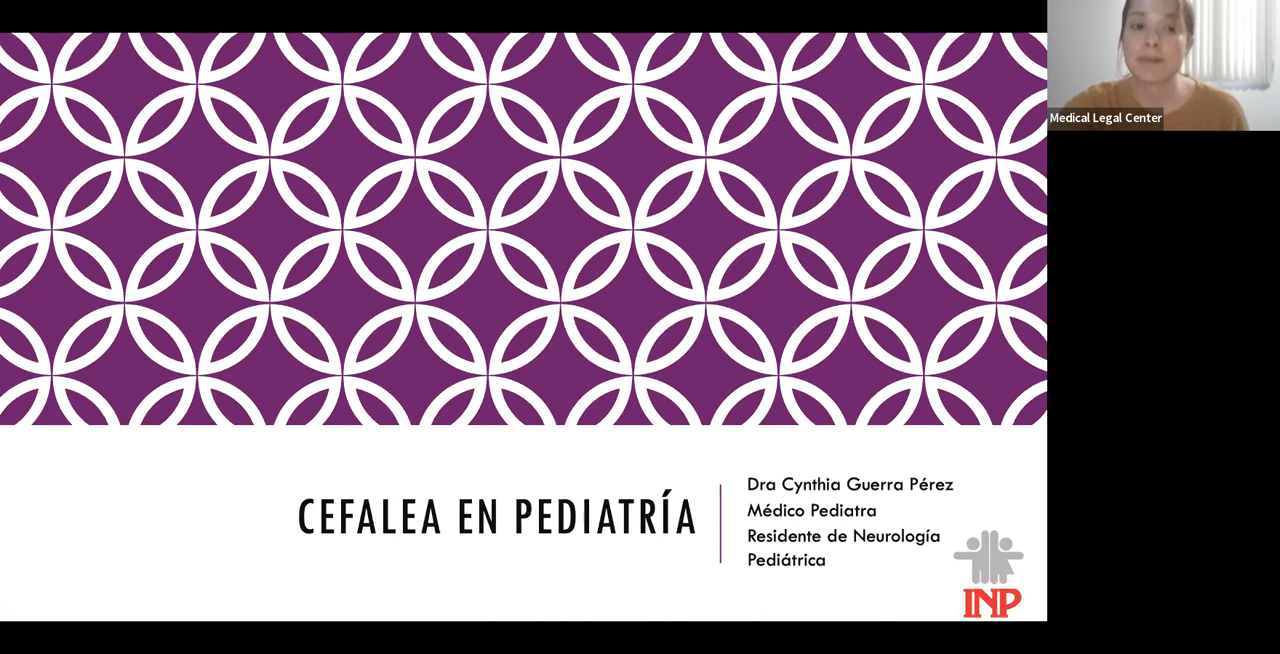 Medical Legal Center
CEFALEA EN PEDIATRÍA
Dra Cynthia Guerra Pérez
Médico Pediatra
Residente de Neurología
Pediátrica
INP